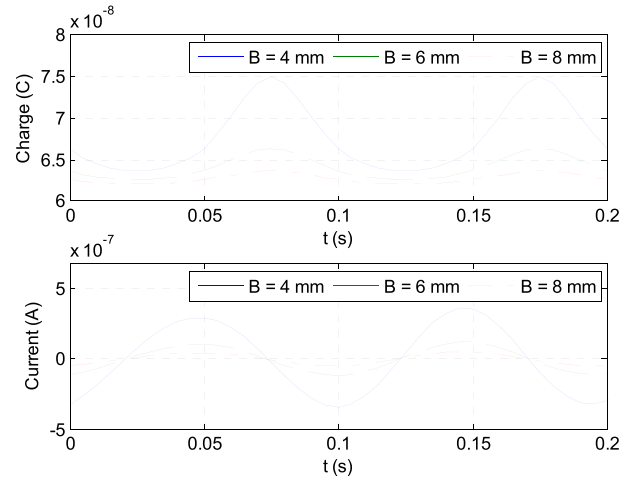 x 10-8
8
7.5
7
6.5
6
Charge (C)
B = 4 mm B = 6 mm B = 8 mm
0 0.05 0.1 0.15 0.2
t (s)
x 10-7
5
0
-5
Current (A)
B = 4 mm B = 6 mm B = 8 mm
0 0.05 0.1 0.15 0.2
t (s)